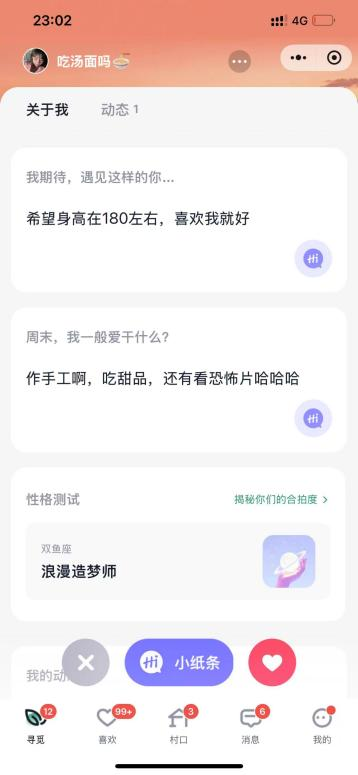 23:02
4G
吃汤面吗🍜
关于我
动态 1
我期待，遇见这样的你...
希望身高在180左右，喜欢我就好
Hi
周末，我一般爱干什么?
作手工啊，吃甜品，还有看恐怖片哈哈哈
Hi
性格测试
揭秘你们的合拍度 >
双鱼座
浪漫造梦师
我的动
Hi 小纸条
12
99+
3
6
寻觅
喜欢
村口
消息
我的